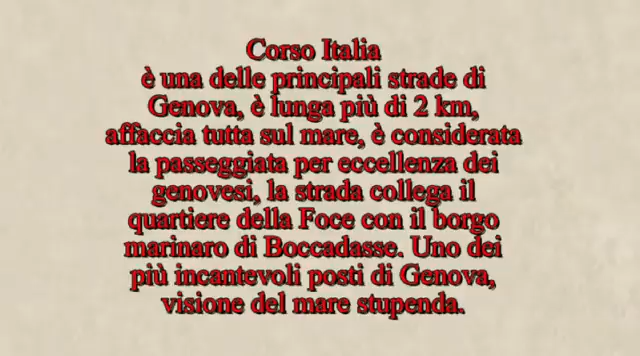 Corso Italia
è una delle principali strade di
Genova, è lunga più di 2 km,
affaccia tutta sul mare, è considerata
la passeggiata per eccellenza dei
genovesi, la strada collega il
quartiere della Foce con il borgo
marinaro di Boccadasse. Uno dei
più incantevoli posti di Genova,
visione del mare stupenda.